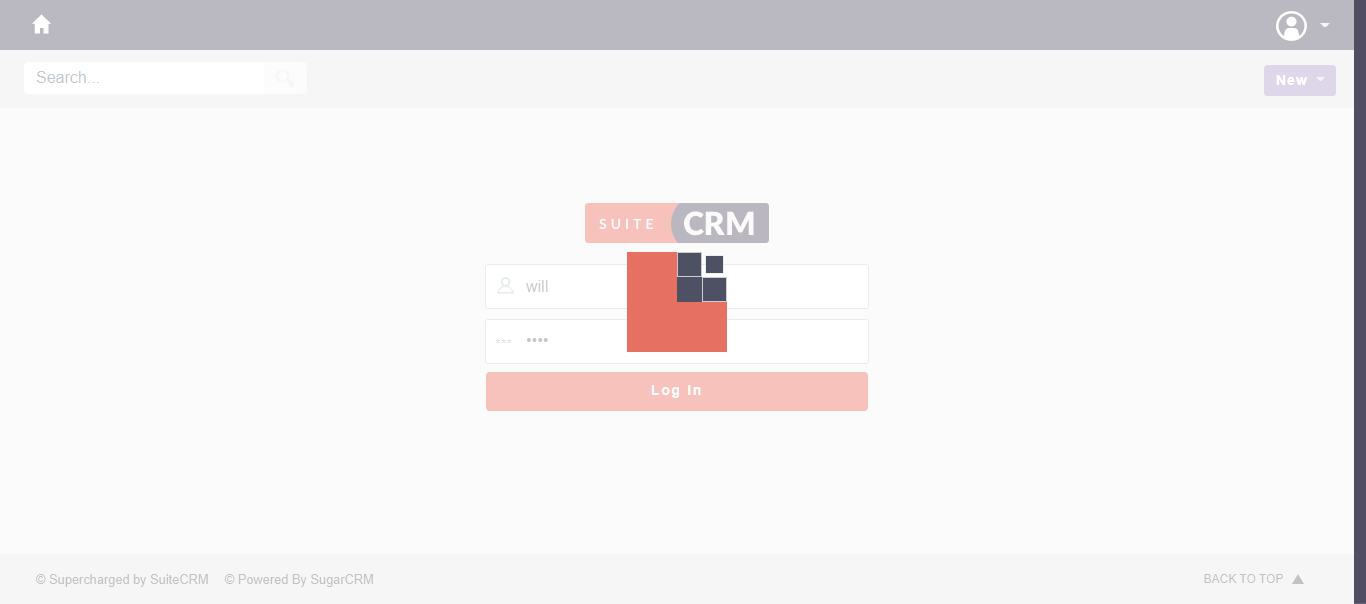 Search...
New
SUITE CRM
will
*** ••••
Log In
© Supercharged by SuiteCRM © Powered By SugarCRM
BACK TO TOP